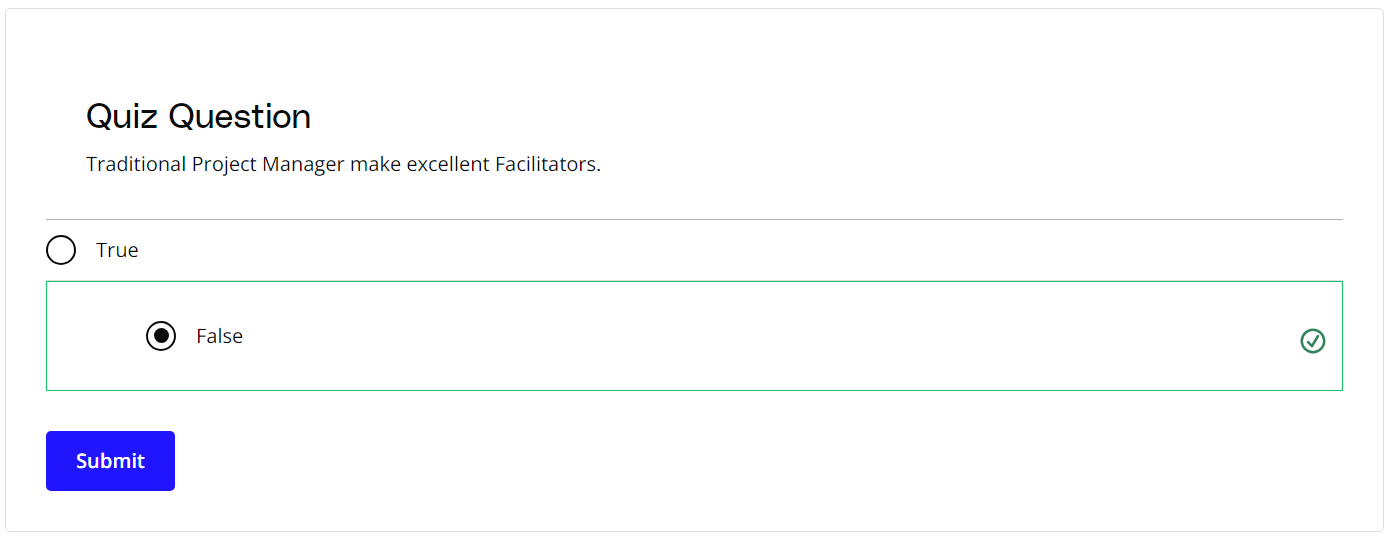 Quiz Question
Traditional Project Manager make excellent Facilitators.
True
False
Submit